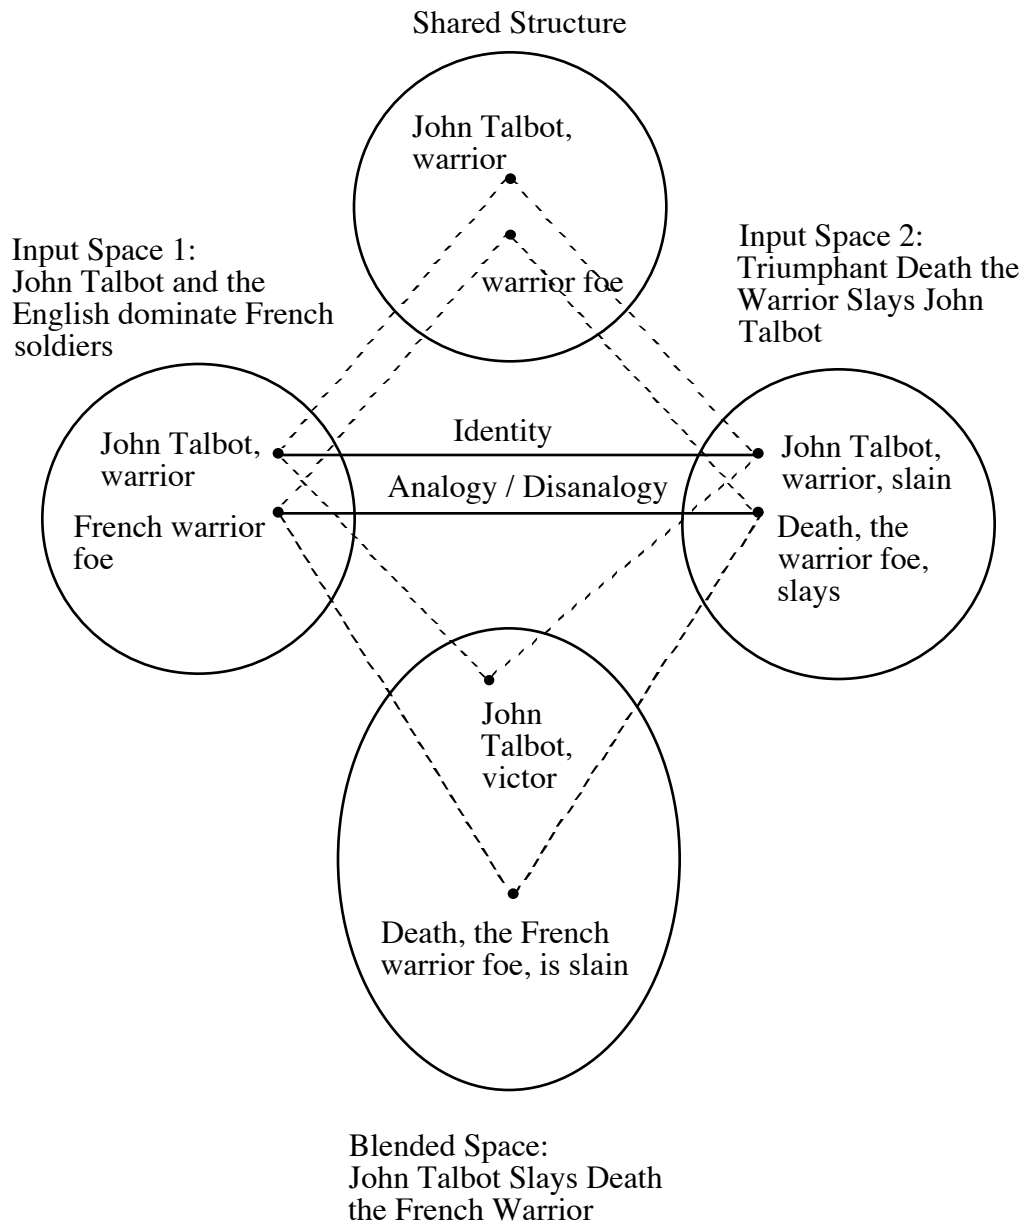 Shared Structure
John Talbot,
warrior
warrior foe
Input Space 1:
John Talbot and the
English dominate French
soldiers
Input Space 2:
Triumphant Death the
Warrior Slays John
Talbot
John Talbot,
warrior
French warrior
foe
Identity
Analogy / Disanalogy
John Talbot,
warrior, slain
Death, the
warrior foe,
slays
John
Talbot,
victor
Death, the French
warrior foe, is slain
Blended Space:
John Talbot Slays Death
the French Warrior